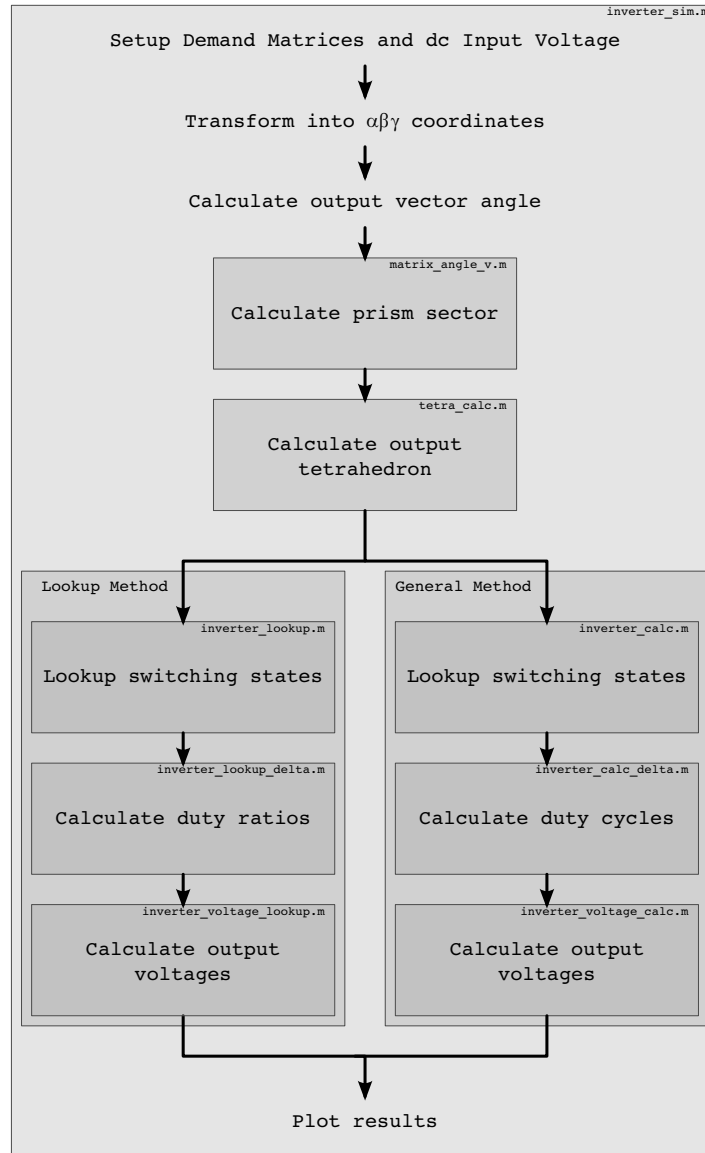 inverter_sim.m
Setup Demand Matrices and dc Input Voltage
Transform into αβγ coordinates
Calculate output vector angle
matrix_angle_v.m
Calculate prism sector
tetra_calc.m
Calculate output
tetrahedron
Lookup Method
inverter_lookup.m
Lookup switching states
inverter_lookup_delta.m
Calculate duty ratios
inverter_voltage_lookup.m
Calculate output
voltages
General Method
inverter_calc.m
Lookup switching states
inverter_calc_delta.m
Calculate duty cycles
inverter_voltage_calc.m
Calculate output
voltages
Plot results